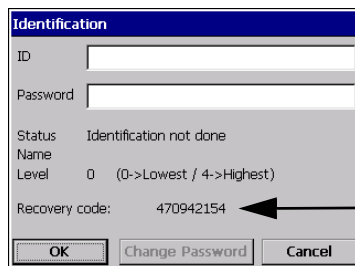 Identification
ID
Password
Status Identification not done
Name
Level 0 (0->Lowest / 4->Highest)
Recovery code: 470942154
OK Change Password Cancel